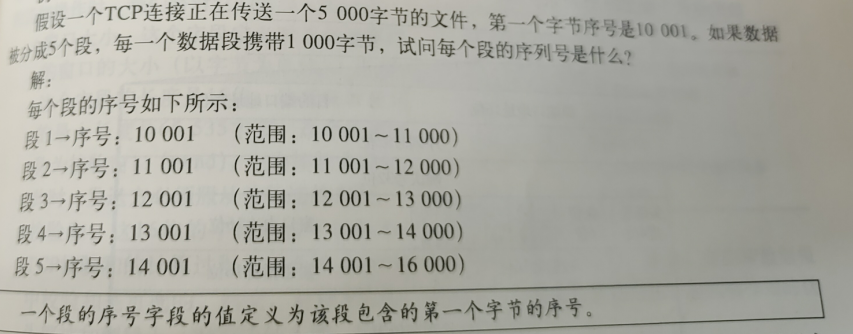 假设一个TCP连接正在传送一个5 000字节的文件，第一个字节序号是10 001。如果数据
被分成5个段，每一个数据段携带1 000字节，试问每个段的序列号是什么？
解：
每个段的序号如下所示：
段1→序号：10 001 （范围：10 001～11 000）
段2→序号：11 001 （范围：11 001～12 000）
段3→序号：12 001 （范围：12 001～13 000）
段4→序号：13 001 （范围：13 001～14 000）
段5→序号：14 001 （范围：14 001～16 000）
一个段的序号字段的值定义为该段包含的第一个字节的序号。